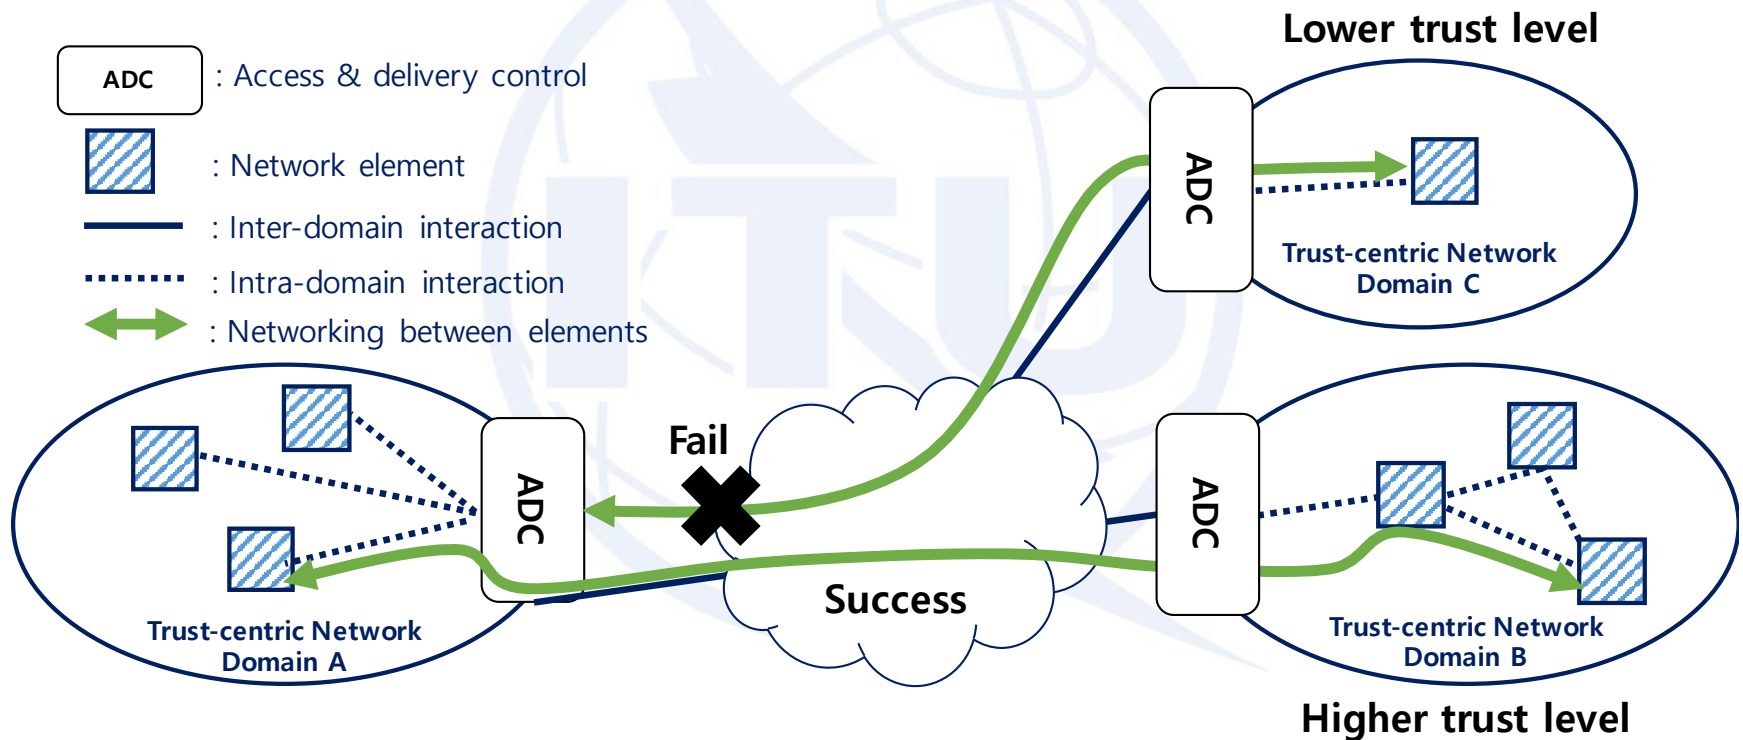 Lower trust level
ADC
: Access & delivery control
: Network element
: Inter-domain interaction
: Intra-domain interaction
: Networking between elements
ADC
Trust-centric Network
Domain C
ITU
Fail
ADC
Success
ADC
Trust-centric Network
Domain A
Trust-centric Network
Domain B
Higher trust level